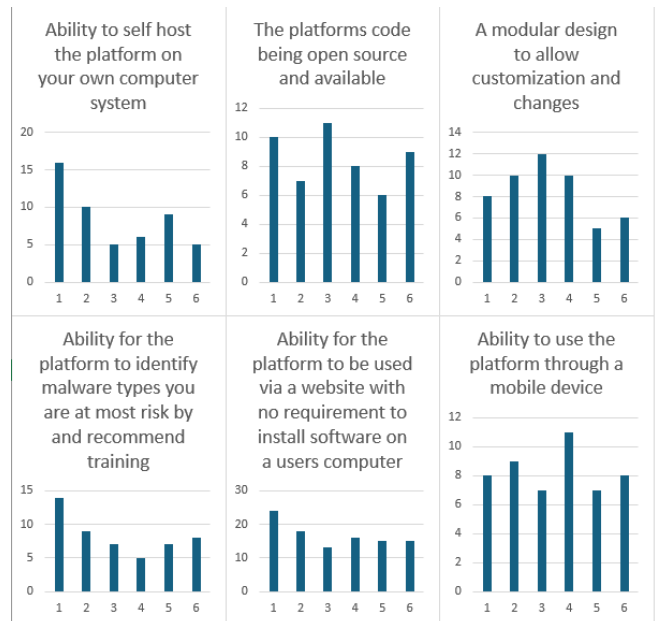 Ability to self host
the platform on
your own computer
system
20
15
10
5
0
1 2 3 4 5 6
The platforms code
being open source
and available
12
10
8
6
4
2
0
1 2 3 4 5 6
A modular design
to allow
customization and
changes
14
12
10
8
6
4
2
0
1 2 3 4 5 6
Ability for the
platform to identify
malware types you
are at most risk by
and recommend
training
15
10
5
0
1 2 3 4 5 6
Ability for the
platform to be used
via a website with
no requirement to
install software on
a users computer
30
20
10
0
1 2 3 4 5 6
Ability to use the
platform through a
mobile device
12
10
8
6
4
2
0
1 2 3 4 5 6